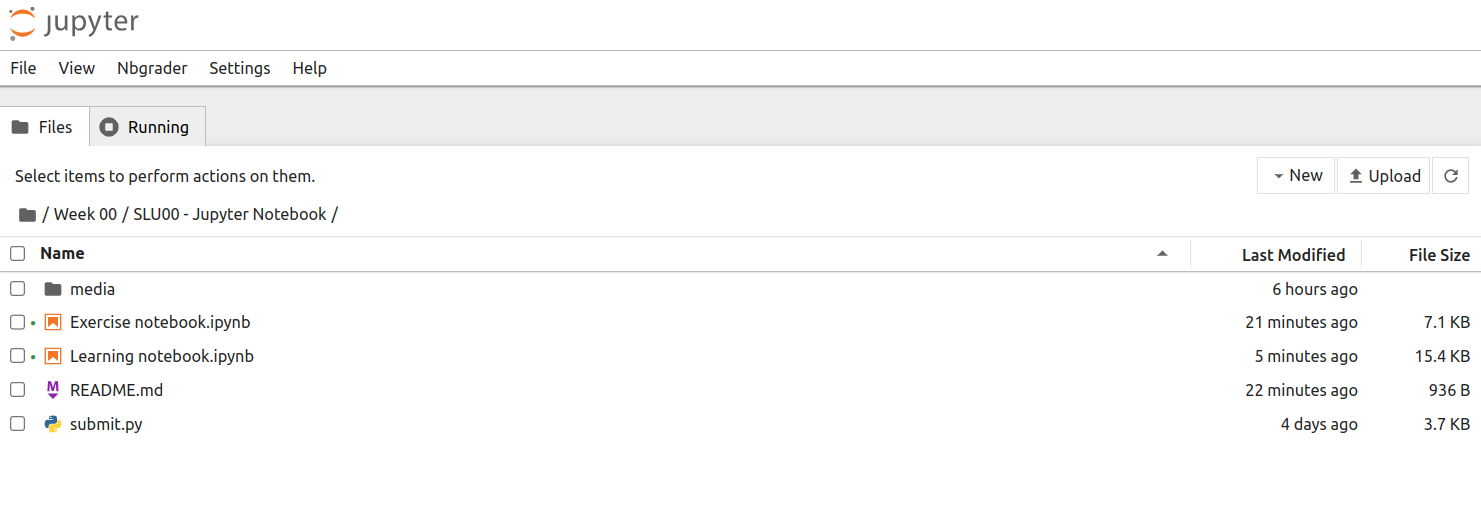 jupyter
File View Nbgrader Settings Help
Files Running
Select items to perform actions on them.
New Upload
/ Week 00 / SLU00 - Jupyter Notebook /
Name Last Modified File Size
media 6 hours ago
Exercise notebook.ipynb 21 minutes ago 7.1 KB
Learning notebook.ipynb 5 minutes ago 15.4 KB
M README.md 22 minutes ago 936 B
submit.py 4 days ago 3.7 KB